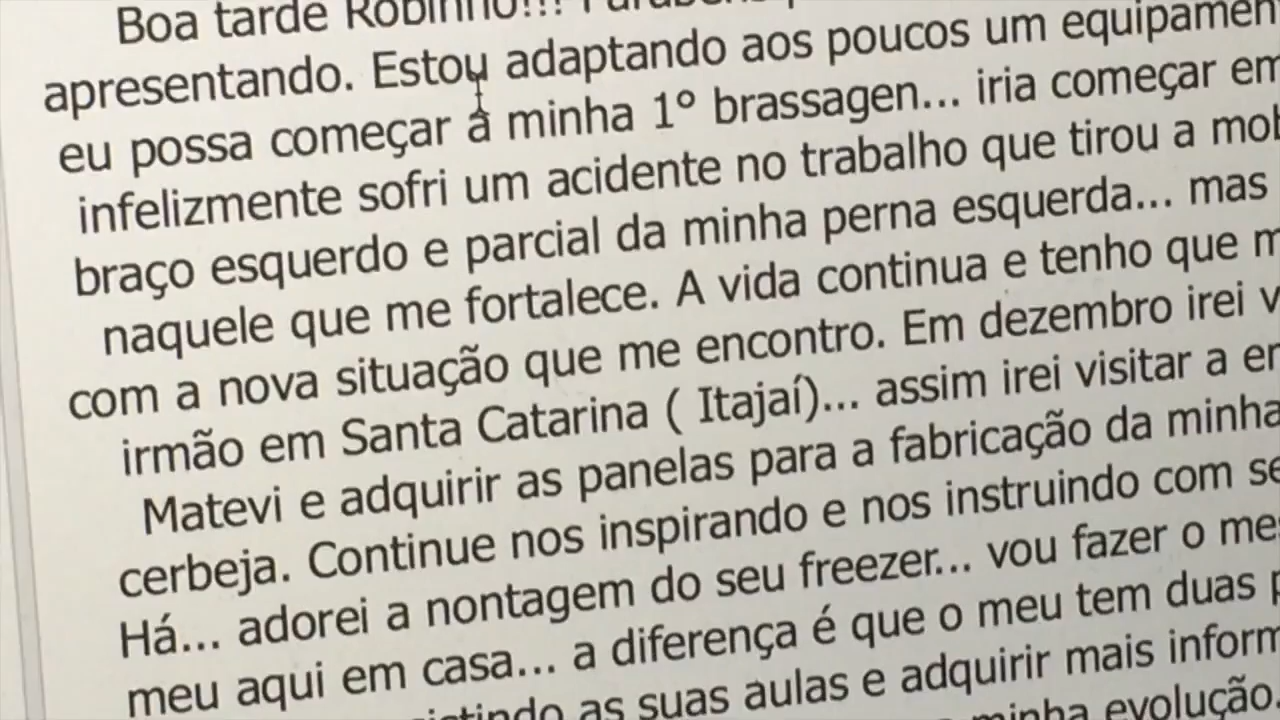 Boa tarde Robinho!!!
apresentando. Estou adaptando aos poucos um
eu possa começar a minha 1º brassagen... iria começar em
infelizmente sofri um acidente no trabalho que tirou a
braço esquerdo e parcial da minha perna esquerda... mas
naquele que me fortalece. A vida continua e tenho que
com a nova situação que me encontro. Em dezembro irei
irmão em Santa Catarina ( Itajaí)... assim irei visitar a
Matevi e adquirir as panelas para a fabricação da minha
cerbeja. Continue nos inspirando e nos instruindo com
Há... adorei a nontagem do seu freezer... vou fazer o
meu aqui em casa... a diferença é que o meu tem duas
as suas aulas e adquirir mais
minha evolução.